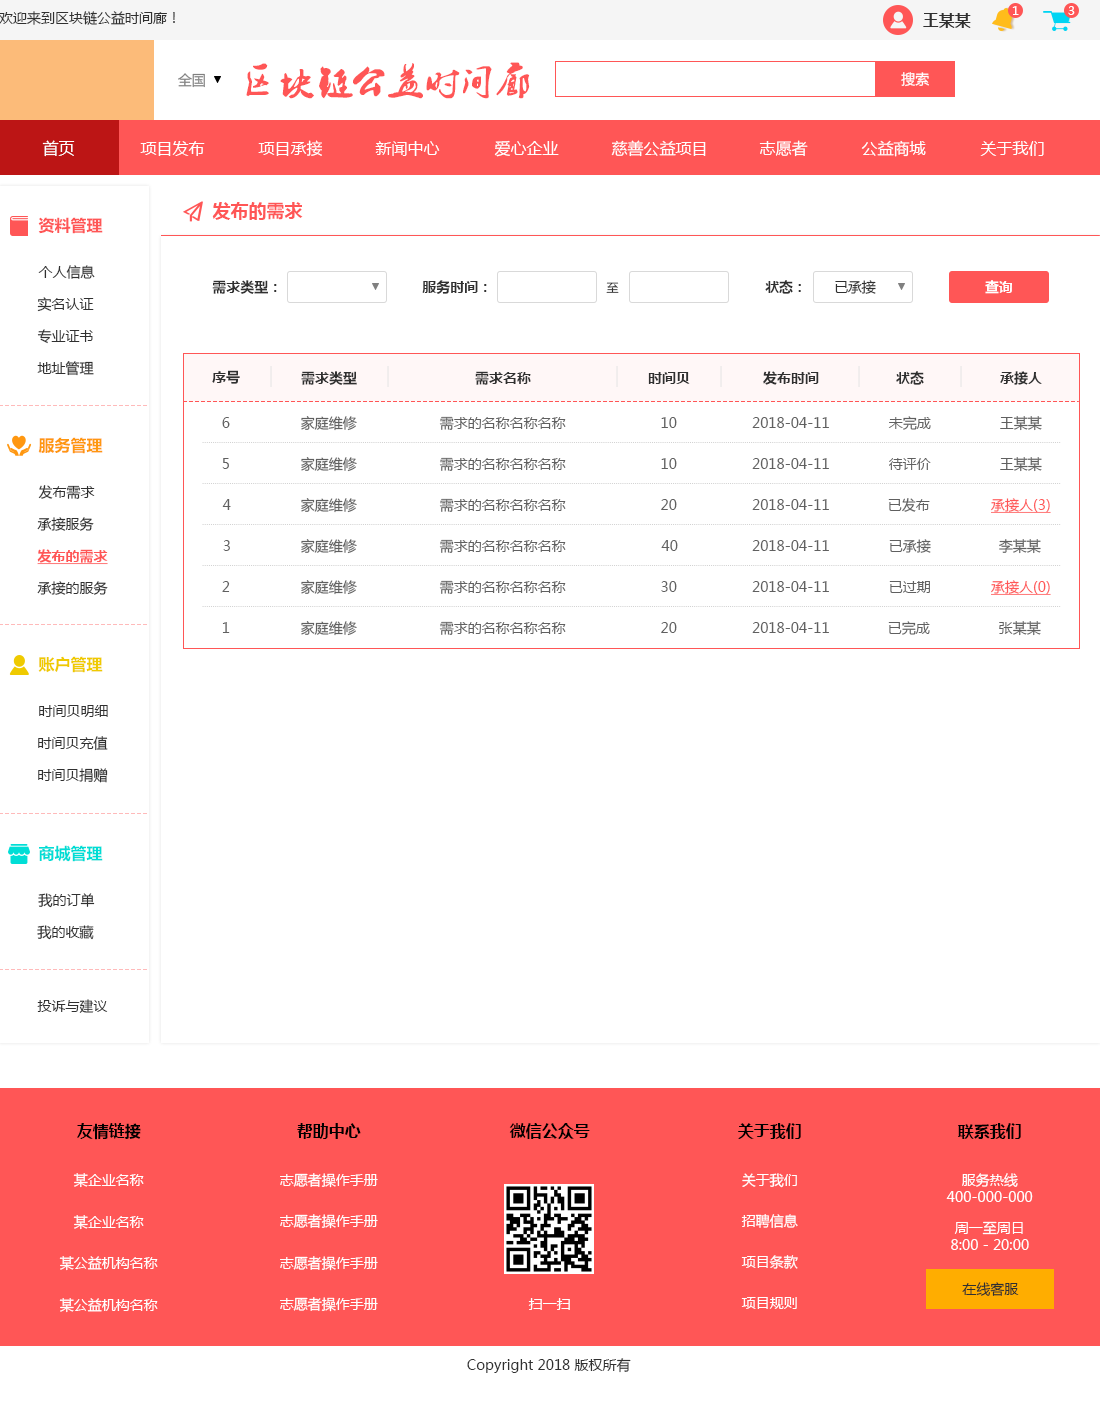 欢迎来到区块链公益时间廊！
王某某
1
3
全国 ▼
区块链公益时间廊
搜索
首页 项目发布 项目承接 新闻中心 爱心企业 慈善公益项目 志愿者 公益商城 关于我们
资料管理
个人信息
实名认证
专业证书
地址管理
服务管理
发布需求
承接服务
发布的需求
承接的服务
账户管理
时间贝明细
时间贝充值
时间贝捐赠
商城管理
我的订单
我的收藏
投诉与建议
发布的需求
需求类型： ▼ 服务时间： 至 状态： 已承接 ▼ 查询
序号 需求类型 需求名称 时间贝 发布时间 状态 承接人
6 家庭维修 需求的名称名称名称 10 2018-04-11 未完成 王某某
5 家庭维修 需求的名称名称名称 10 2018-04-11 待评价 王某某
4 家庭维修 需求的名称名称名称 20 2018-04-11 已发布 承接人(3)
3 家庭维修 需求的名称名称名称 40 2018-04-11 已承接 李某某
2 家庭维修 需求的名称名称名称 30 2018-04-11 已过期 承接人(0)
1 家庭维修 需求的名称名称名称 20 2018-04-11 已完成 张某某
友情链接
某企业名称
某企业名称
某公益机构名称
某公益机构名称
帮助中心
志愿者操作手册
志愿者操作手册
志愿者操作手册
志愿者操作手册
微信公众号
扫一扫
关于我们
关于我们
招聘信息
项目条款
项目规则
联系我们
服务热线
400-000-000
周一至周日
8:00 - 20:00
在线客服
Copyright 2018 版权所有